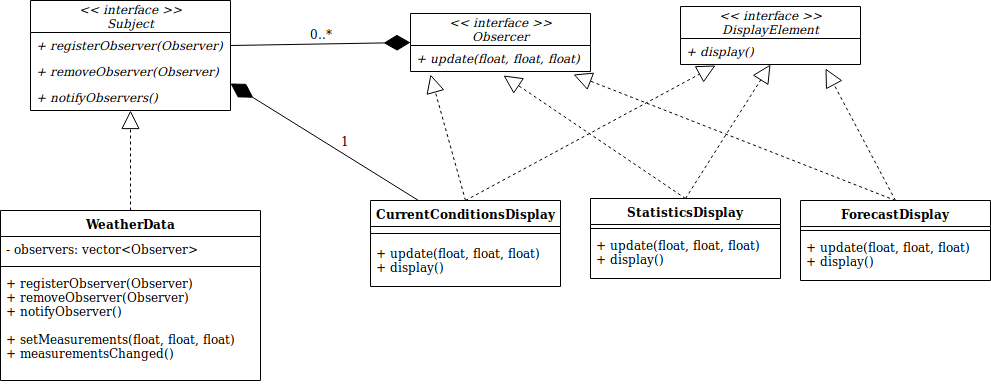 << interface >>
Subject
+ registerObserver(Observer)
+ removeObserver(Observer)
+ notifyObservers()
0..*
<< interface >>
Obsercer
+ update(float, float, float)
<< interface >>
DisplayElement
+ display()
1
WeatherData
- observers: vector<Observer>
+ registerObserver(Observer)
+ removeObserver(Observer)
+ notifyObserver()
+ setMeasurements(float, float, float)
+ measurementsChanged()
CurrentConditionsDisplay
+ update(float, float, float)
+ display()
StatisticsDisplay
+ update(float, float, float)
+ display()
ForecastDisplay
+ update(float, float, float)
+ display()